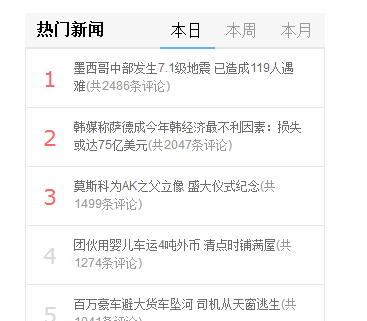 热门新闻 本日 本周 本月
1 墨西哥中部发生7.1级地震 已造成119人遇
难(共2486条评论)
2 韩媒称萨德成今年韩经济最不利因素：损失
或达75亿美元(共2047条评论)
3 莫斯科为AK之父立像 盛大仪式纪念(共
1499条评论)
4 团伙用婴儿车运4吨外币 清点时铺满屋(共
1274条评论)
5 百万豪车避大货车坠河 司机从天窗逃生(共
条评论)